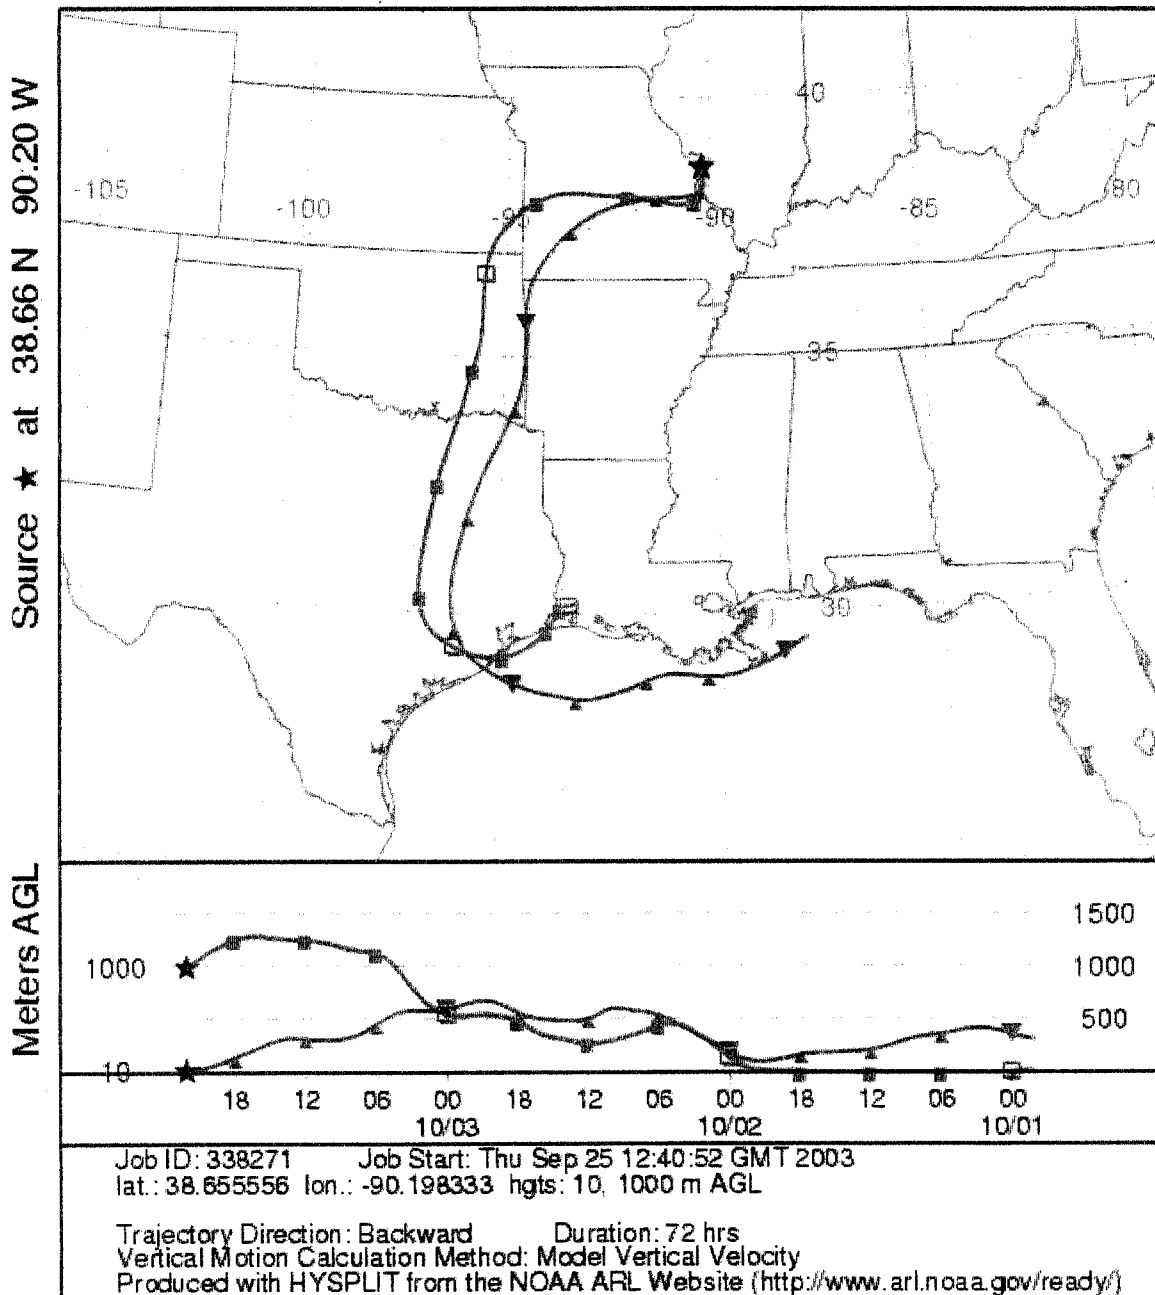 Source ★ at 38.66 N 90.20 W
40
-105
-100
-95
-90
-85
80
35
30
Meters AGL
1500
1000
1000
500
10
18 12 06 00 18 12 06 00 18 12 06 00
10/03 10/02 10/01
Job ID: 338271 Job Start: Thu Sep 25 12:40:52 GMT 2003
lat.: 38.655556 lon.: -90.198333 hgts: 10, 1000 m AGL
Trajectory Direction: Backward Duration: 72 hrs
Vertical Motion Calculation Method: Model Vertical Velocity
Produced with HYSPLIT from the NOAA ARL Website (http://www.arl.noaa.gov/ready/)